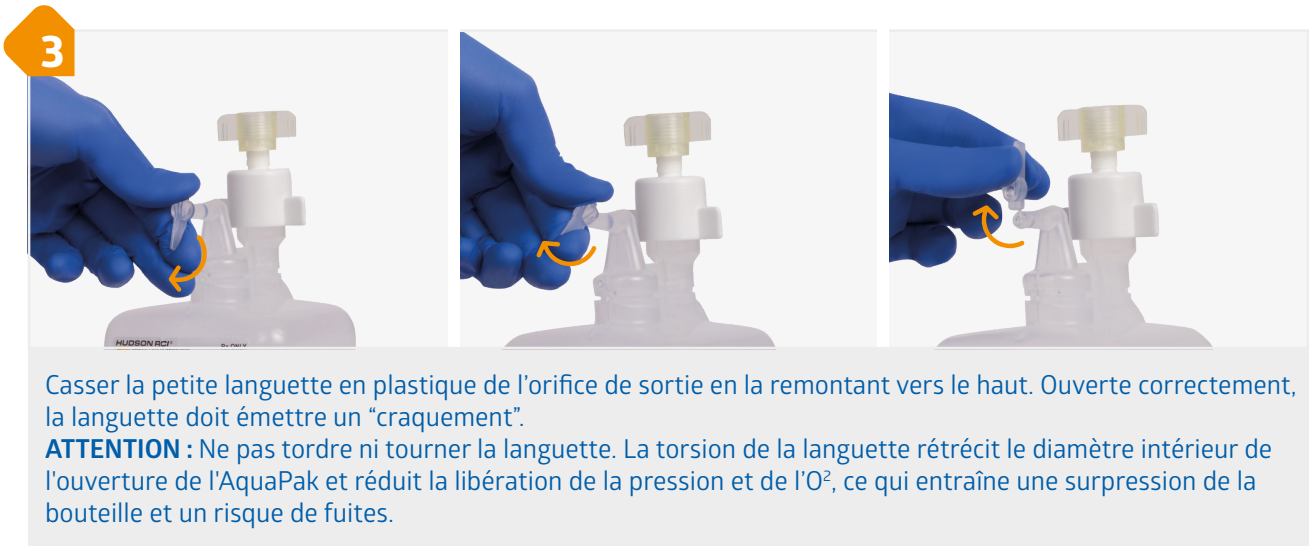 3
HUDSON RCI®
Rx ONLY
Casser la petite languette en plastique de l’orifice de sortie en la remontant vers le haut. Ouverte correctement,
la languette doit émettre un “craquement”.
ATTENTION : Ne pas tordre ni tourner la languette. La torsion de la languette rétrécit le diamètre intérieur de
l'ouverture de l'AquaPak et réduit la libération de la pression et de l’O², ce qui entraîne une surpression de la
bouteille et un risque de fuites.